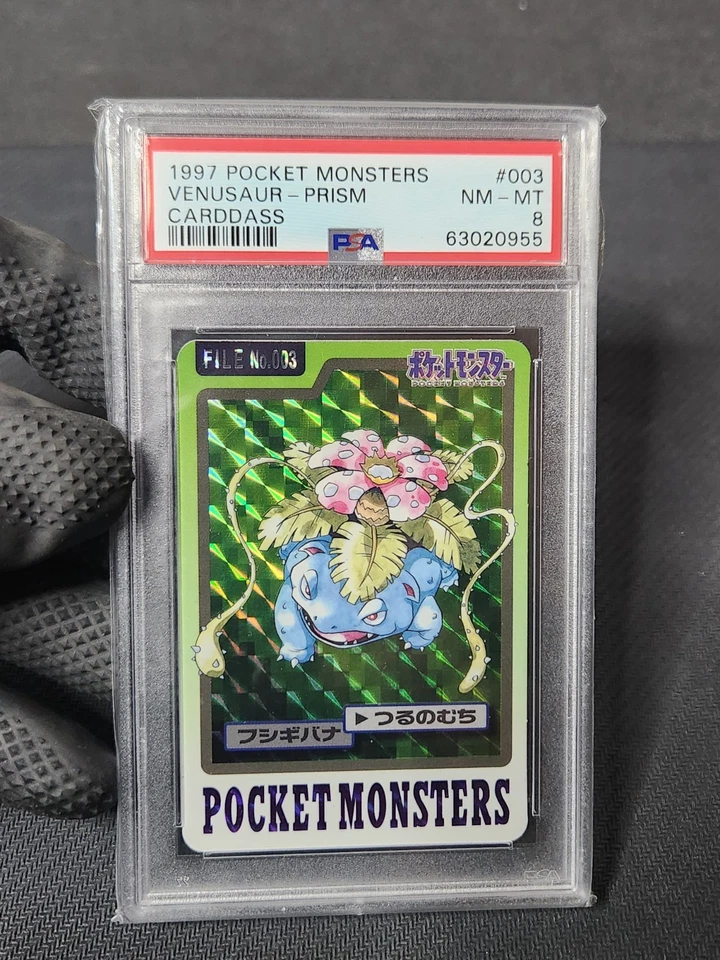 1997 POCKET MONSTERS #003
VENUSAUR-PRISM NM-MT
CARDDASS 8
PSA 63020955
FILE No.003
ポケットモンスター
POCKET MONSTERS
▶つるのむち
フシギバナ
POCKET MONSTERS
PSA